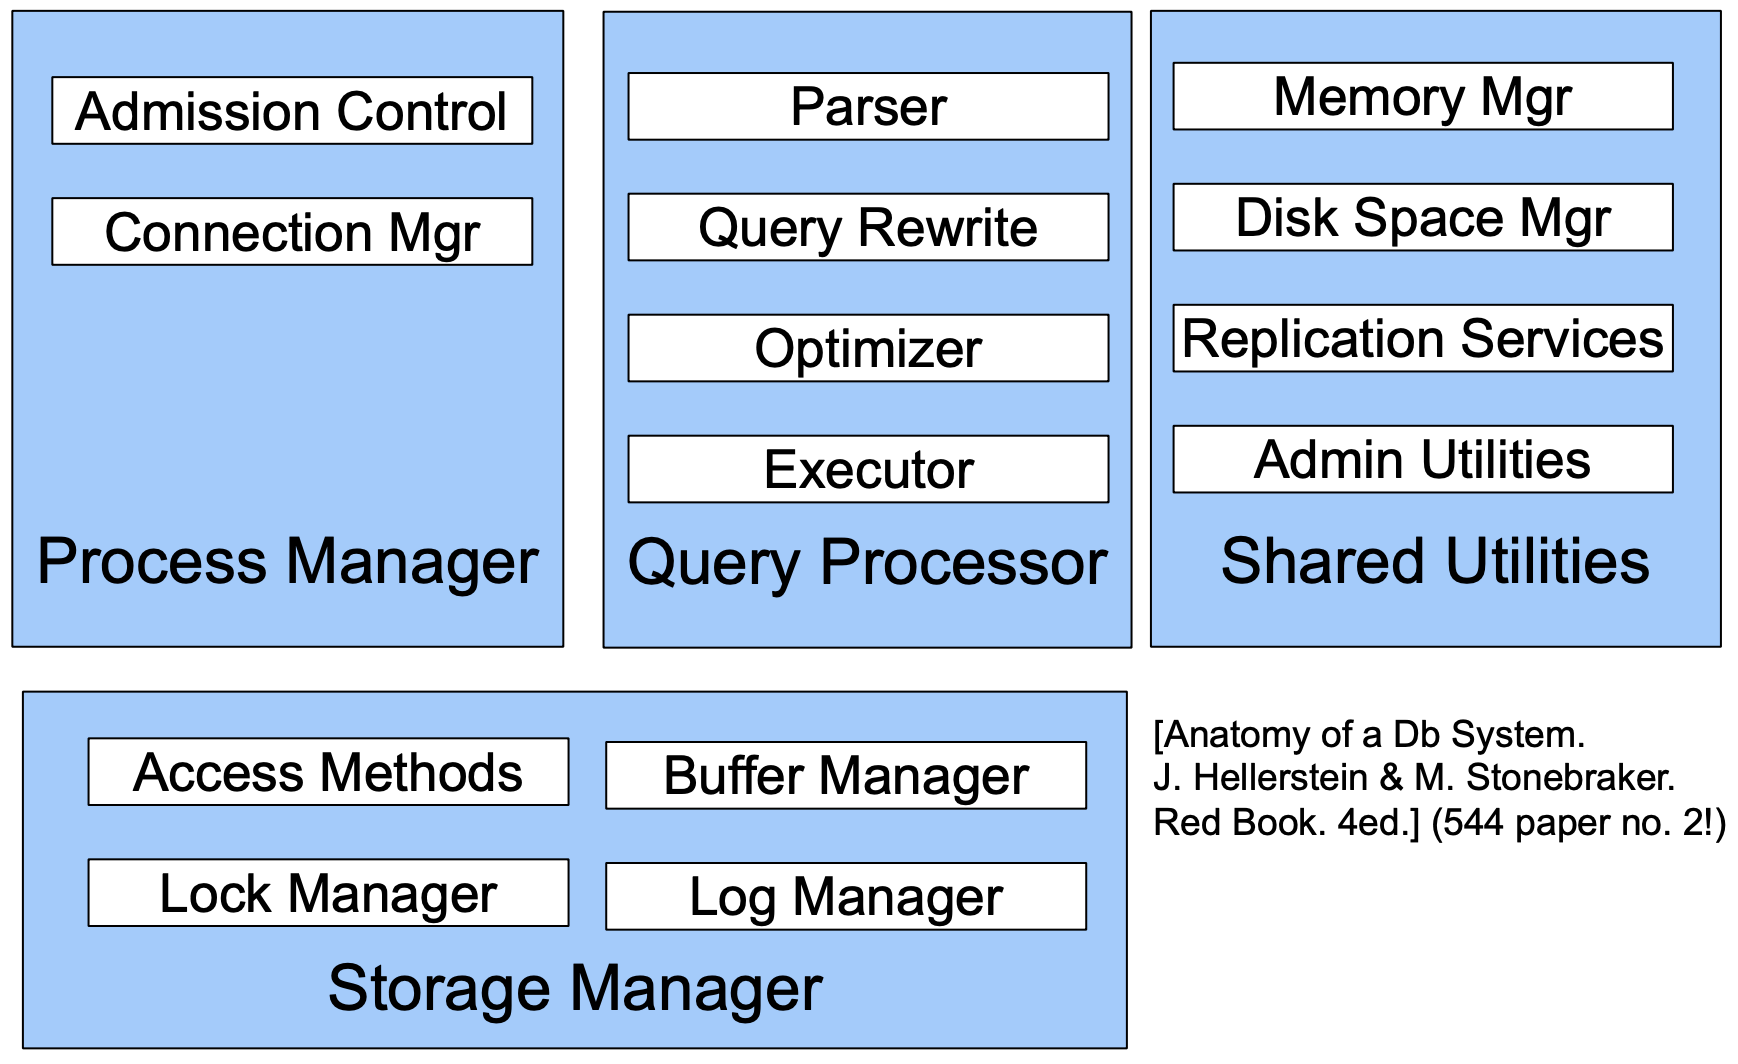 Admission Control
Connection Mgr
Process Manager
Parser
Query Rewrite
Optimizer
Executor
Query Processor
Memory Mgr
Disk Space Mgr
Replication Services
Admin Utilities
Shared Utilities
Access Methods
Buffer Manager
Lock Manager
Log Manager
Storage Manager
[Anatomy of a Db System.
J. Hellerstein & M. Stonebraker.
Red Book. 4ed.] (544 paper no. 2!)